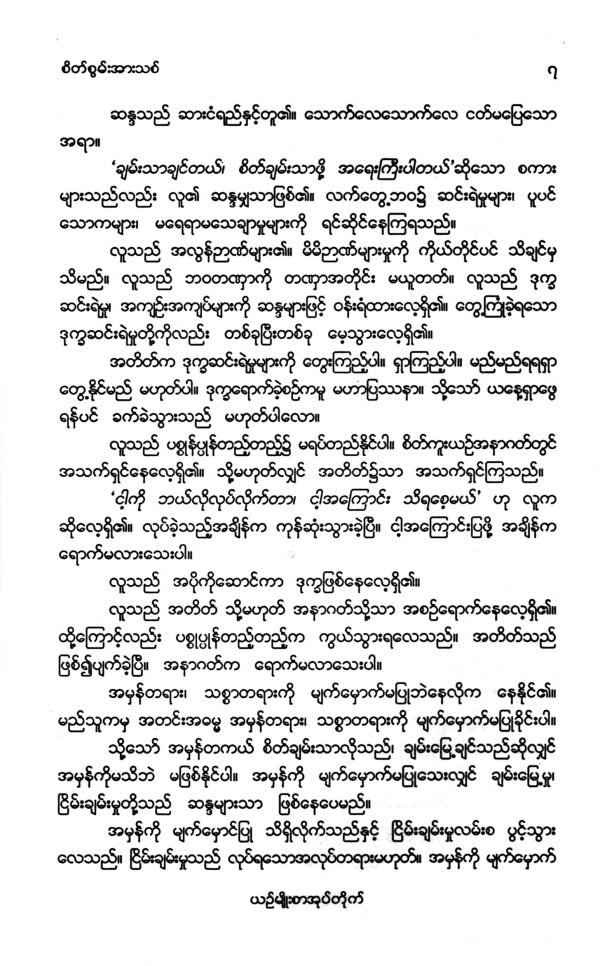 စိတ်စွမ်းအားသစ်
၇
ဆန္ဒသည် ဆားငံရည်နှင့်တူ၏။ သောက်လေသောက်လေ ငတ်မပြေသော
အရာ။
‘ချမ်းသာချင်တယ်၊ စိတ်ချမ်းသာဖို့ အရေးကြီးပါတယ်’ဆိုသော စကား
များသည်လည်း လူ၏ ဆန္ဒမျှသာဖြစ်၏။ လက်တွေ့ဘဝ၌ ဆင်းရဲမှုများ၊ ပူပင်
သောကများ၊ မရေရာမသေချာမှုများကို ရင်ဆိုင်နေကြရသည်။
လူသည် အလွန်ဉာဏ်များ၏။ မိမိဉာဏ်များမှုကို ကိုယ်တိုင်ပင် သိချင်မှ
သိမည်။ လူသည် ဘဝတဏှာကို တဏှာအတိုင်း မယူတတ်။ လူသည် ဒုက္ခ
ဆင်းရဲမှု၊ အကျဉ်းအကျပ်များကို ဆန္ဒများဖြင့် ဝန်းရံထားလေ့ရှိ၏။ တွေ့ကြုံခဲ့ရသော
ဒုက္ခဆင်းရဲမှုတို့ကိုလည်း တစ်ခုပြီးတစ်ခု မေ့သွားလေ့ရှိ၏။
အတိတ်က ဒုက္ခဆင်းရဲမှုများကို တွေးကြည့်ပါ။ ရှာကြည့်ပါ။ မည်မည်ရရရှာ
တွေ့နိုင်မည် မဟုတ်ပါ။ ဒုက္ခရောက်ခဲ့စဉ်ကမူ မဟာပြဿနာ။ သို့သော် ယနေ့ရှာဖွေ
ရန်ပင် ခက်ခဲသွားသည် မဟုတ်ပါလော။
လူသည် ပစ္စုပ္ပန်တည့်တည့်၌ မရပ်တည်နိုင်ပါ။ စိတ်ကူးယဉ်အနာဂတ်တွင်
အသက်ရှင်နေလေ့ရှိ၏။ သို့မဟုတ်လျှင် အတိတ်၌သာ အသက်ရှင်ကြသည်။
‘ငါ့ကို ဘယ်လိုလုပ်လိုက်တာ၊ ငါ့အကြောင်း သိရစေ့မယ်’ ဟု လူက
ဆိုလေ့ရှိ၏။ လုပ်ခဲ့သည့်အချိန်က ကုန်ဆုံးသွားခဲ့ပြီ။ ငါ့အကြောင်းပြဖို့ အချိန်က
ရောက်မလားသေးပါ။
လူသည် အပိုကိုဆောင်ကာ ဒုက္ခဖြစ်နေလေ့ရှိ၏။
လူသည် အတိတ် သို့မဟုတ် အနာဂတ်သို့သာ အစဉ်ရောက်နေလေ့ရှိ၏။
ထို့ကြောင့်လည်း ပစ္စုပ္ပန်တည့်တည့်က ကွယ်သွားရလေသည်။ အတိတ်သည်
ဖြစ်၍ပျက်ခဲ့ပြီ။ အနာဂတ်က ရောက်မလာသေးပါ။
အမှန်တရား၊ သစ္စာတရားကို မျက်မှောက်မပြုဘဲနေလိုက နေနိုင်၏။
မည်သူကမှ အတင်းအဓမ္မ အမှန်တရား၊ သစ္စာတရားကို မျက်မှောက်မပြုခိုင်းပါ။
သို့သော် အမှန်တကယ် စိတ်ချမ်းသာလိုသည်၊ ချမ်းမြေ့ချင်သည်ဆိုလျှင်
အမှန်ကိုမသိဘဲ မဖြစ်နိုင်ပါ။ အမှန်ကို မျက်မှောက်မပြုသေးလျှင် ချမ်းမြေ့မှု၊
ငြိမ်းချမ်းမှုတို့သည် ဆန္ဒများသာ ဖြစ်နေပေမည်။
အမှန်ကို မျက်မှောင်ပြု သိရှိလိုက်သည်နှင့် ငြိမ်းချမ်းမှုလမ်းစ ပွင့်သွား
လေသည်။ ငြိမ်းချမ်းမှုသည် လုပ်ရသောအလုပ်တရားမဟုတ်။ အမှန်ကို မျက်မှောက်
ယဉ်မျိုးစာအုပ်တိုက်